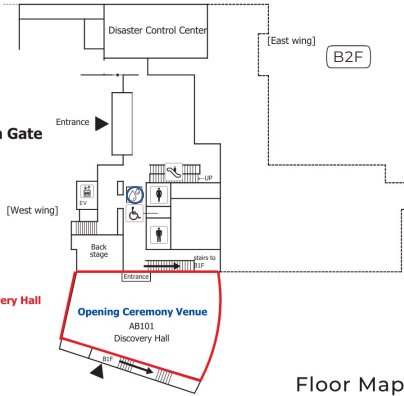 Disaster Control Center
[East wing]
B2F
Entrance
Gate
UP
EV
[West wing]
Back
stage
stairs to
B1F
Entrance
Hall
Opening Ceremony Venue
AB101
Discovery Hall
B1F
Floor Map